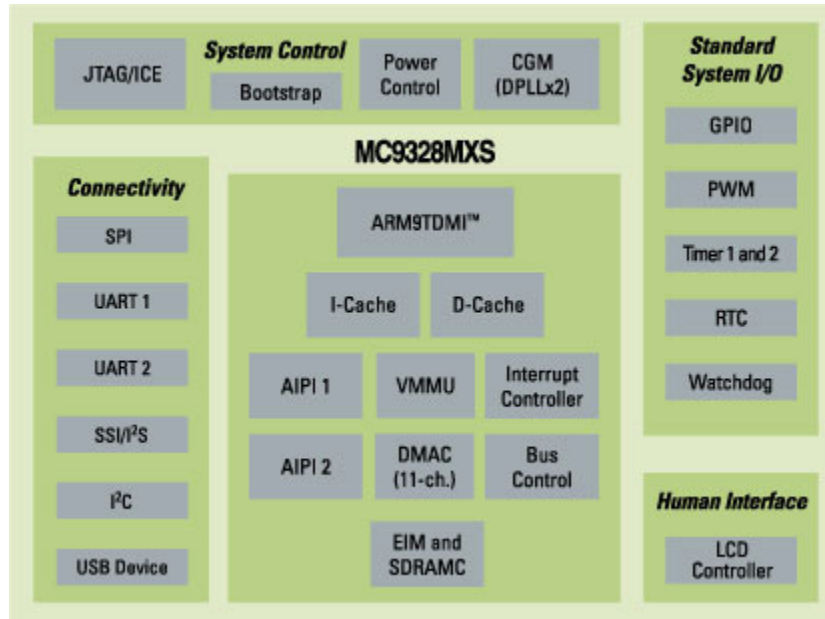 System Control
JTAG/ICE
Bootstrap
Power
Control
CGM
(DPLLx2)
Standard
System I/O
GPIO
PWM
Timer 1 and 2
RTC
Watchdog
MC9328MXS
Connectivity
SPI
UART 1
UART 2
SSI/I²S
I²C
USB Device
ARM9TDMI™
I-Cache
D-Cache
AIPI 1
VMMU
Interrupt
Controller
AIPI 2
DMAC
(11-ch.)
Bus
Control
EIM and
SDRAMC
Human Interface
LCD
Controller